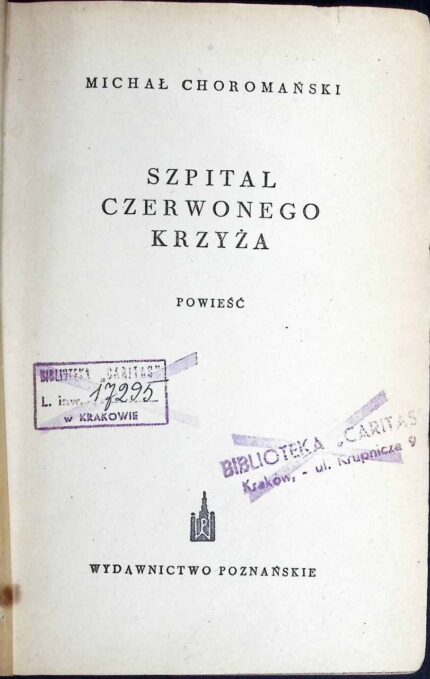 MICHAŁ CHOROMAŃSKI
SZPITAL
CZERWONEGO
KRZYŻA
POWIEŚĆ
BIBLIOTEKA „CARITAS”
L. inw. 17295
w KRAKOWIE
BIBLIOTEKA „CARITAS
Kraków, - ul. Krupnicza 9
WYDAWNICTWO POZNAŃSKIE